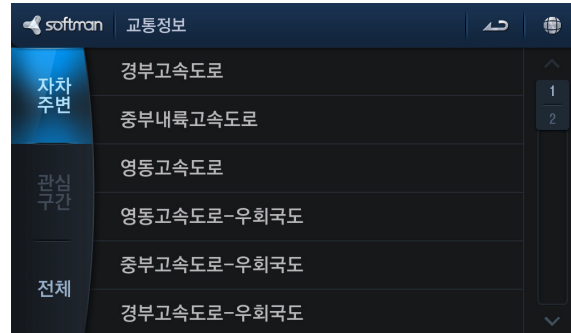 softman 교통정보
자차
주변
경부고속도로
중부내륙고속도로
영동고속도로
관심
구간
영동고속도로-우회국도
중부고속도로-우회국도
전체
경부고속도로-우회국도
1
2